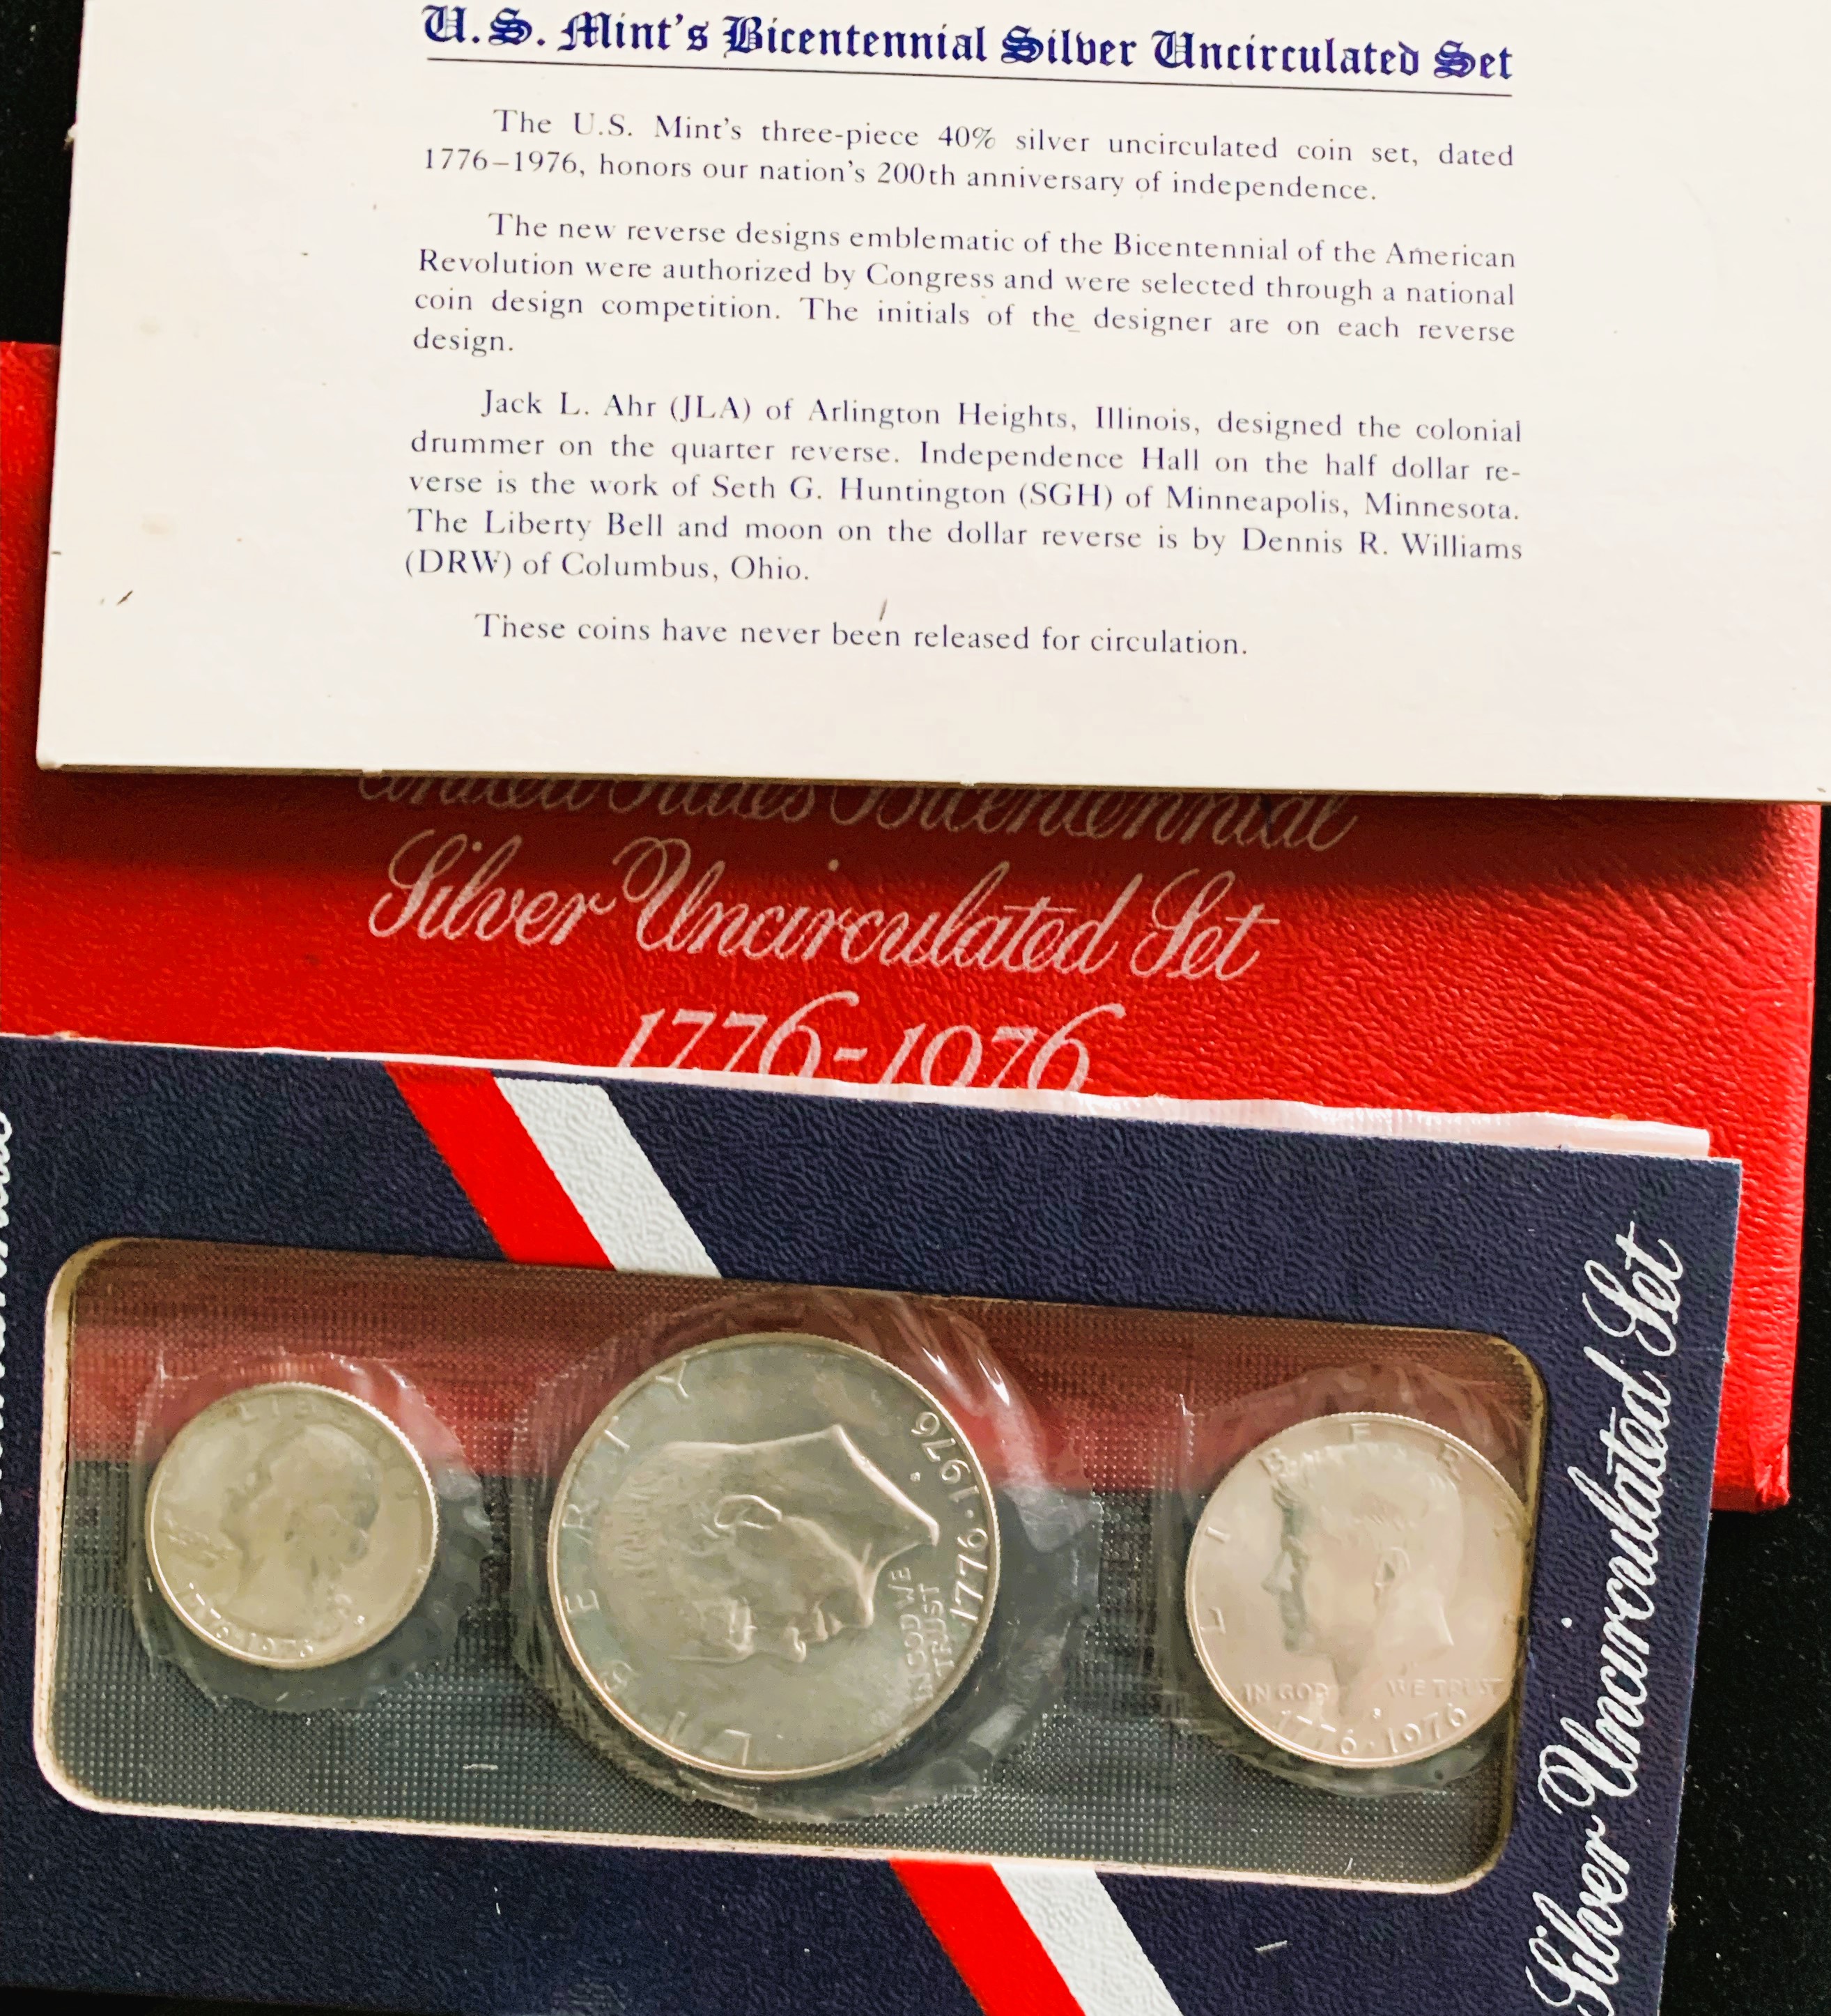 U.S. Mint's Bicentennial Silver Uncirculated Set
The U.S. Mint's three-piece 40% silver uncirculated coin set, dated
1776–1976, honors our nation's 200th anniversary of independence.
The new reverse designs emblematic of the Bicentennial of the American
Revolution were authorized by Congress and were selected through a national
coin design competition. The initials of the designer are on each reverse
design.
Jack L. Ahr (JLA) of Arlington Heights, Illinois, designed the colonial
drummer on the quarter reverse. Independence Hall on the half dollar re-
verse is the work of Seth G. Huntington (SGH) of Minneapolis, Minnesota.
The Liberty Bell and moon on the dollar reverse is by Dennis R. Williams
(DRW) of Columbus, Ohio.
These coins have never been released for circulation.
United States Bicentennial
Silver Uncirculated Set
1776-1976
1776·1976
S
LIBERTY
IN GOD WE
TRUST
1776·1976
S
LIBERTY
IN GOD WE TRUST
S
1776·1976
Silver Uncirculated Set